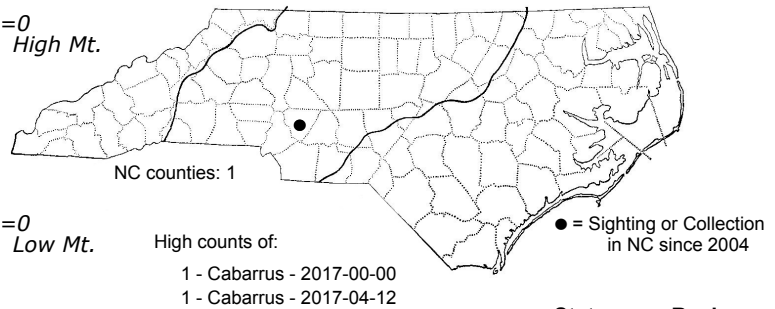 =0
High Mt.
NC counties: 1
=0
Low Mt.
High counts of:
1 - Cabarrus - 2017-00-00
1 - Cabarrus - 2017-04-12
● = Sighting or Collection
in NC since 2004